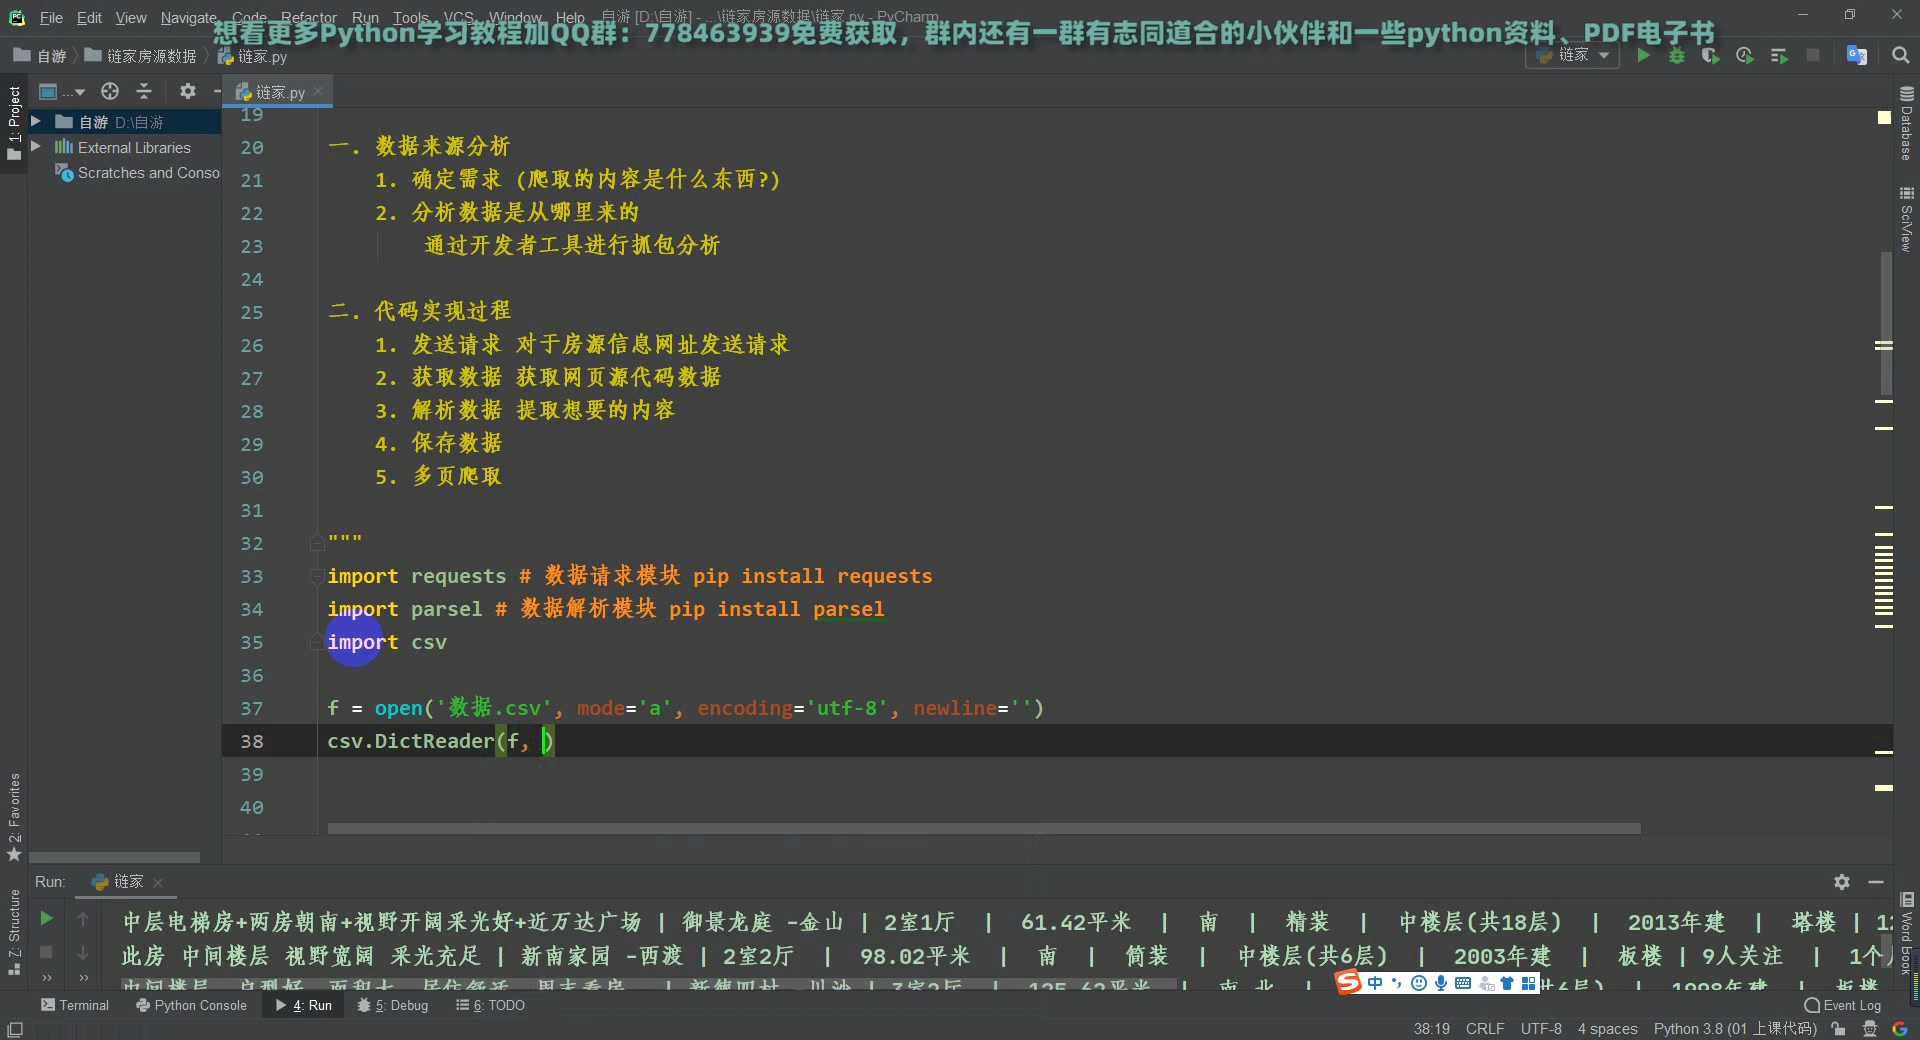 File Edit View Navigate Code Refactor Run Tools VCS Window Help 自游 [D:\自游] - ...\链家房源数据\链家.py - PyCharm
想看更多Python学习教程加QQ群：778463939免费获取，群内还有一群有志同道合的小伙伴和一些python资料、PDF电子书
自游 链家房源数据 链家.py
链家
1: Project
... 链家.py
自游 D:\自游
External Libraries
Scratches and Conso
Database
SciView
19
20 一. 数据来源分析
21 1. 确定需求 (爬取的内容是什么东西?)
22 2. 分析数据是从哪里来的
23 通过开发者工具进行抓包分析
24
25 二. 代码实现过程
26 1. 发送请求 对于房源信息网址发送请求
27 2. 获取数据 获取网页源代码数据
28 3. 解析数据 提取想要的内容
29 4. 保存数据
30 5. 多页爬取
31
32 """
33 import requests # 数据请求模块 pip install requests
34 import parsel # 数据解析模块 pip install parsel
35 import csv
36
37 f = open('数据.csv', mode='a', encoding='utf-8', newline='')
38 csv.DictReader(f, )
39
40
2: Favorites
Z: Structure
Word Book
Run: 链家
中层电梯房+两房朝南+视野开阔采光好+近万达广场 | 御景龙庭 -金山 | 2室1厅 | 61.42平米 | 南 | 精装 | 中楼层(共18层) | 2013年建 | 塔楼 | 12
此房 中间楼层 视野宽阔 采光充足 | 新南家园 -西渡 | 2室2厅 | 98.02平米 | 南 | 简装 | 中楼层(共6层) | 2003年建 | 板楼 | 9人关注 | 1个
中
Terminal Python Console 4: Run 5: Debug 6: TODO Event Log
38:19 CRLF UTF-8 4 spaces Python 3.8 (01 上课代码)